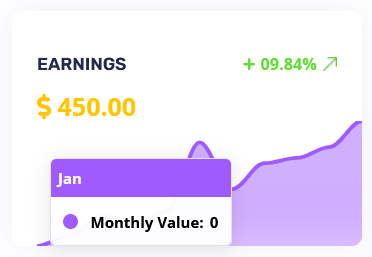 EARNINGS
+ 09.84%
$ 450.00
Jan
Monthly Value: 0